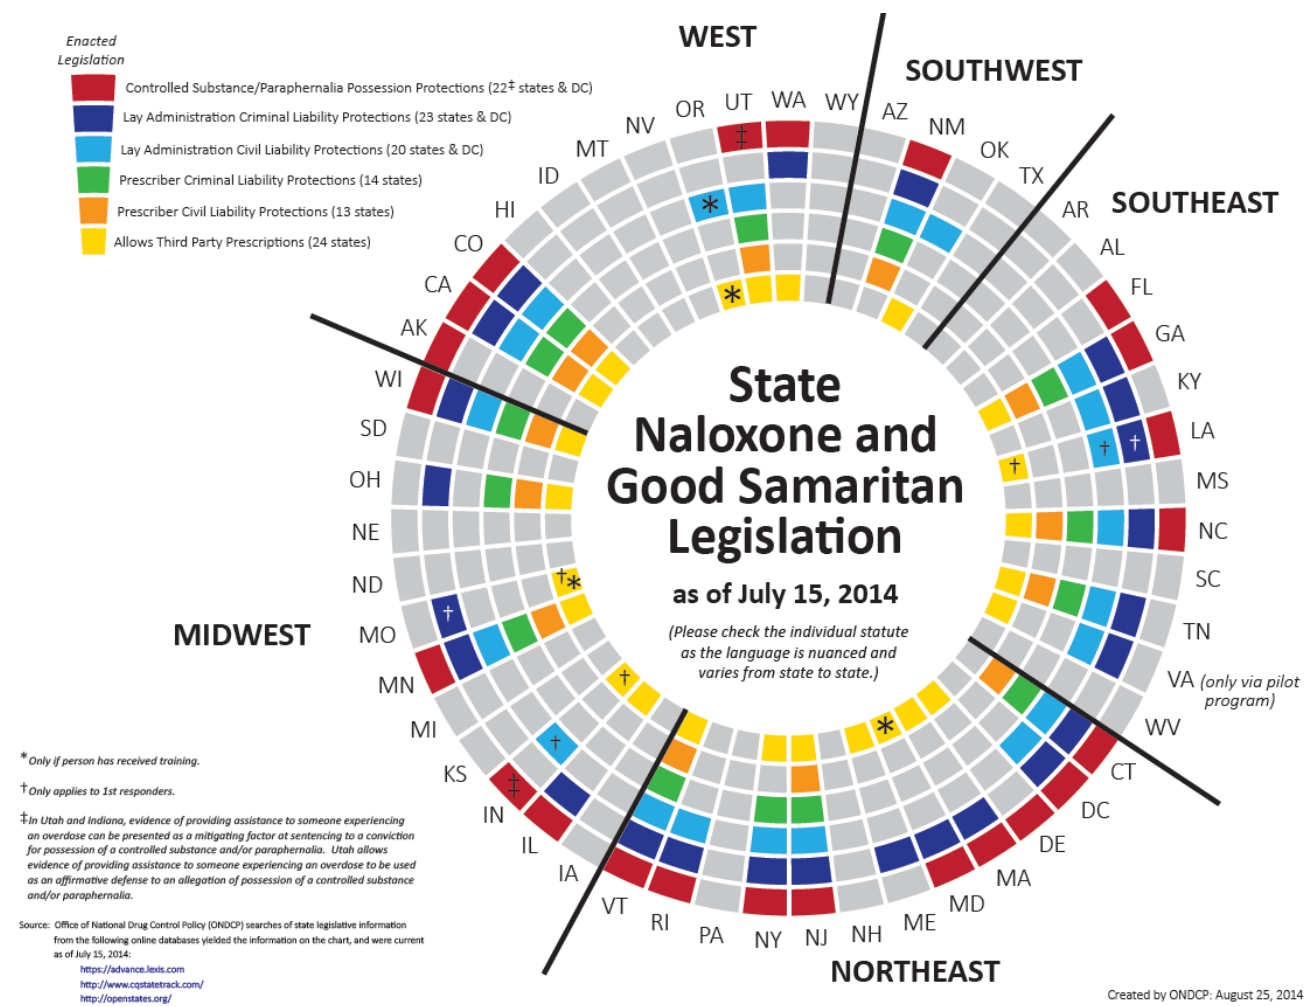 Enacted
Legislation
Controlled Substance/Paraphernalia Possession Protections (22‡ states & DC)
Lay Administration Criminal Liability Protections (23 states & DC)
Lay Administration Civil Liability Protections (20 states & DC)
Prescriber Criminal Liability Protections (14 states)
Prescriber Civil Liability Protections (13 states)
Allows Third Party Prescriptions (24 states)
WEST
SOUTHWEST
SOUTHEAST
MIDWEST
NORTHEAST
AK
CA
CO
HI
ID
MT
NV
OR
UT
WA
WY
AZ
NM
OK
TX
AR
AL
FL
GA
KY
LA
MS
NC
SC
TN
VA (only via pilot
program)
WV
CT
DC
DE
MA
MD
ME
NH
NJ
NY
PA
RI
VT
IA
IL
IN
KS
MI
MN
MO
ND
NE
OH
SD
WI
‡
*
*
†
†
†
†*
†
†
†
‡
*
State
Naloxone and
Good Samaritan
Legislation
as of July 15, 2014
(Please check the individual statute
as the language is nuanced and
varies from state to state.)
*Only if person has received training.
†Only applies to 1st responders.
‡In Utah and Indiana, evidence of providing assistance to someone experiencing
an overdose can be presented as a mitigating factor at sentencing to a conviction
for possession of a controlled substance and/or paraphernalia. Utah allows
evidence of providing assistance to someone experiencing an overdose to be used
as an affirmative defense to an allegation of possession of a controlled substance
and/or paraphernalia.
Source: Office of National Drug Control Policy (ONDCP) searches of state legislative information
from the following online databases yielded the information on the chart, and were current
as of July 15, 2014:
https://advance.lexis.com
http://www.cqstatetrack.com/
http://openstates.org/
Created by ONDCP: August 25, 2014